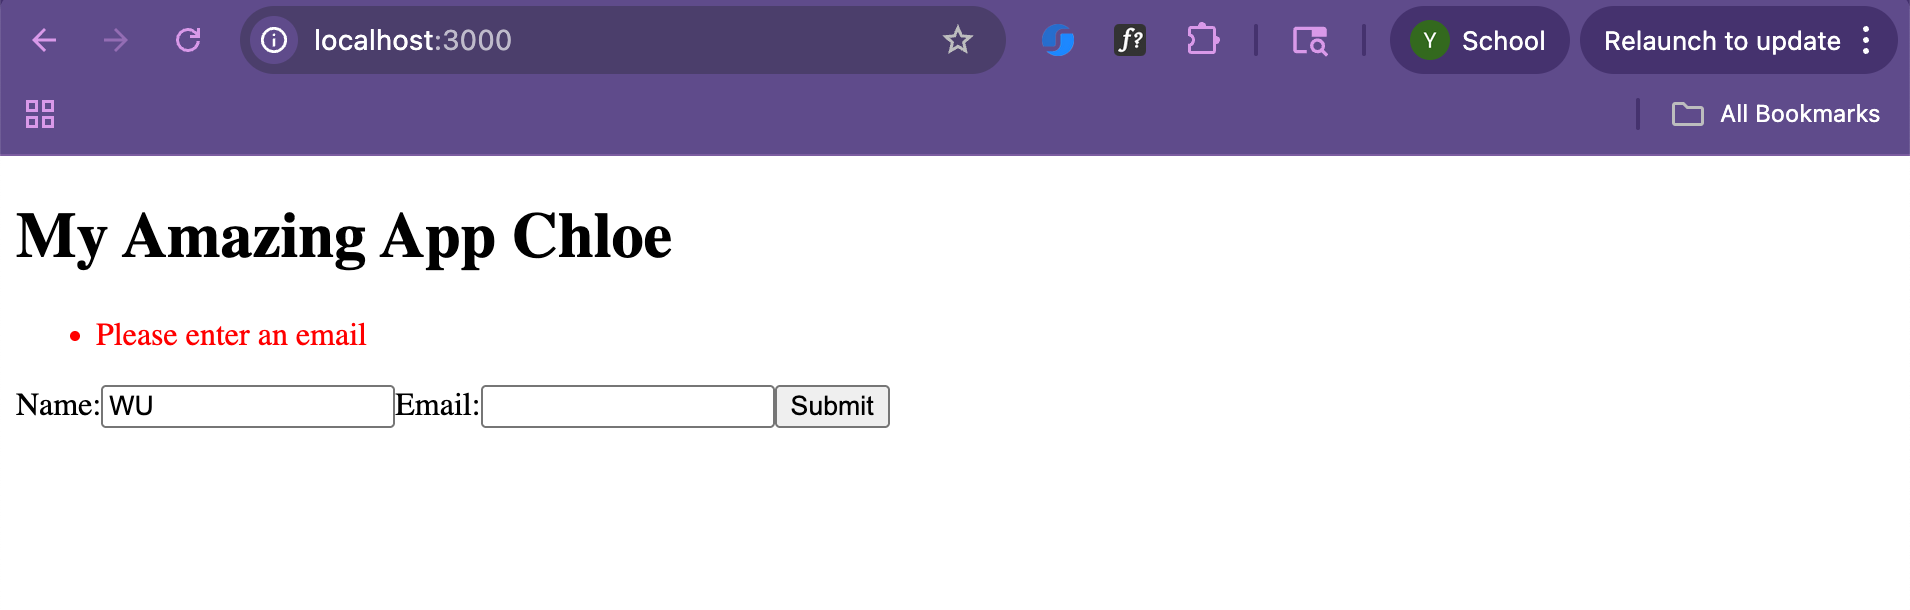 localhost:3000
f?
Y School
Relaunch to update
All Bookmarks
My Amazing App Chloe
• Please enter an email
Name: WU Email: Submit